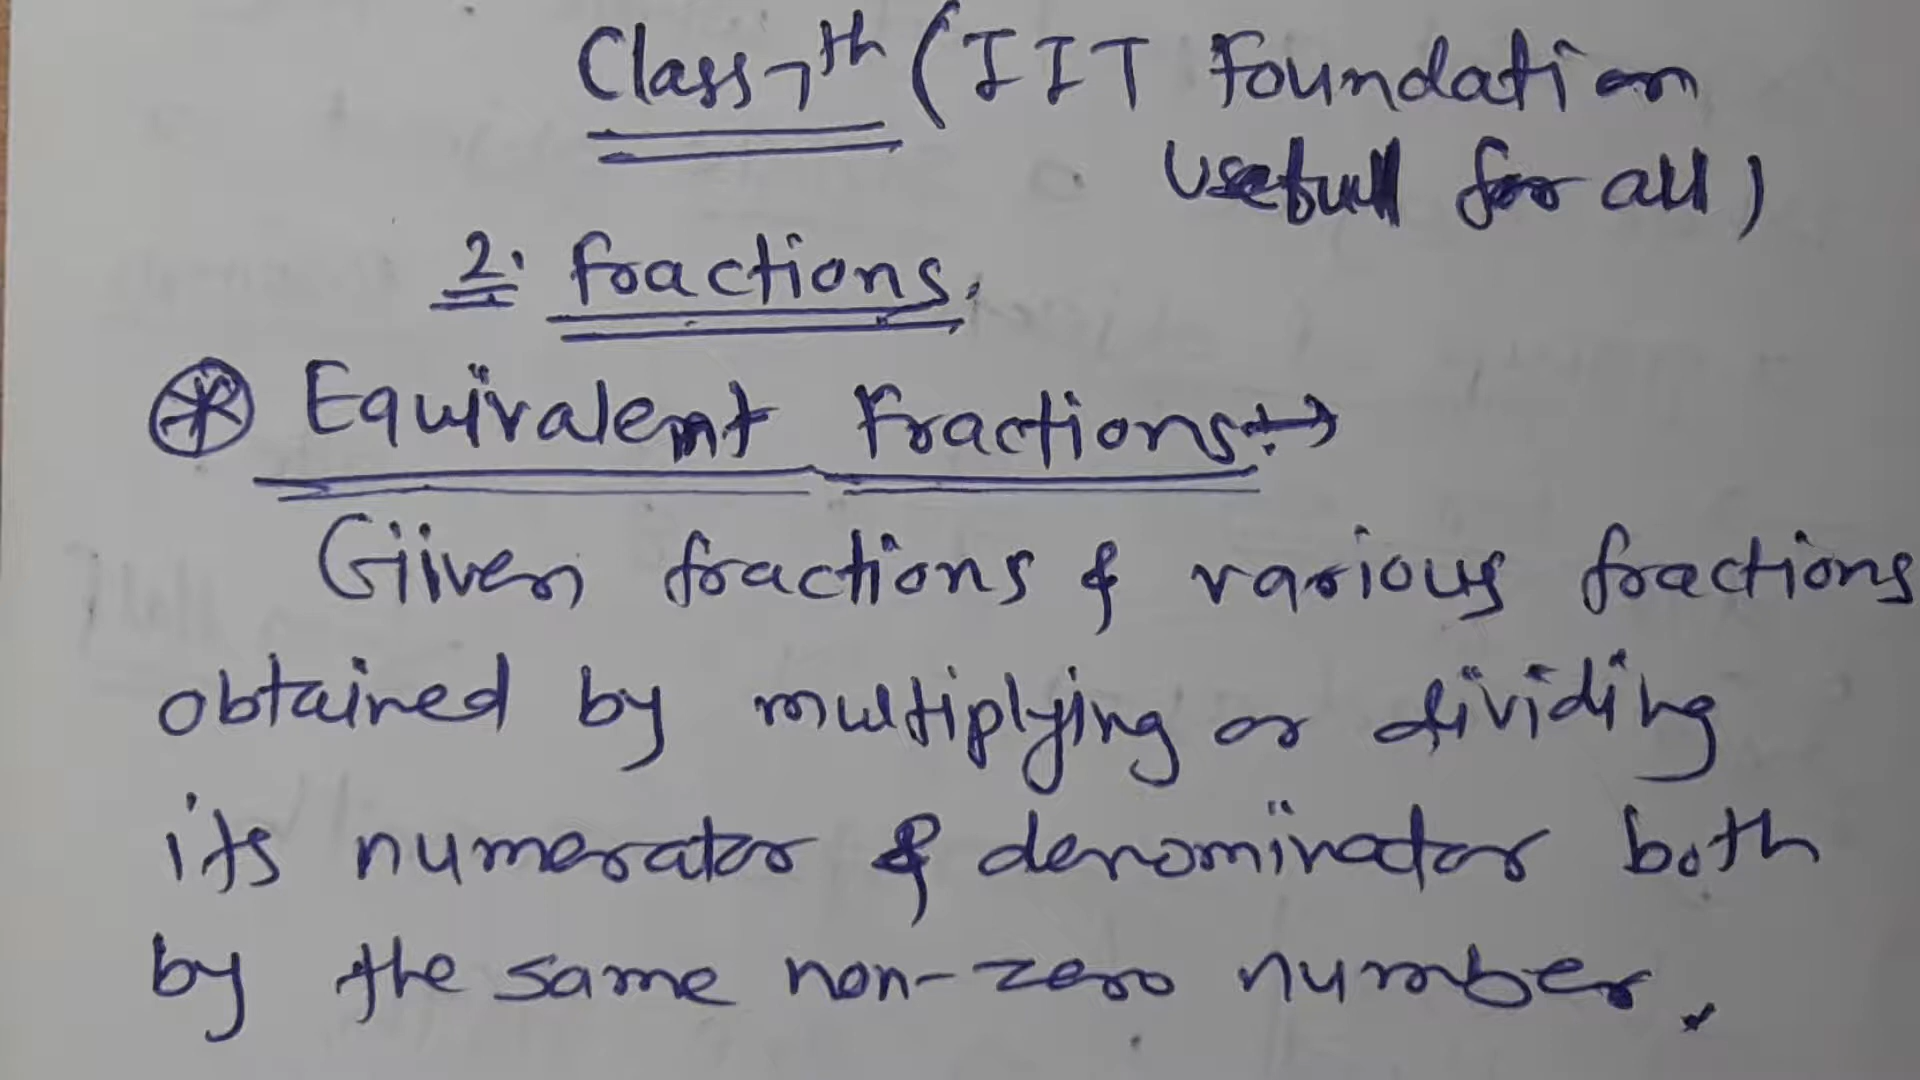 Class 7th (IIT Foundation
Usefull for all)
2. fractions.
* Equivalent Fractions:→
Given fractions & various fractions
obtained by multiplying or dividing
its numerator & denominator both
by the same non-zero number.